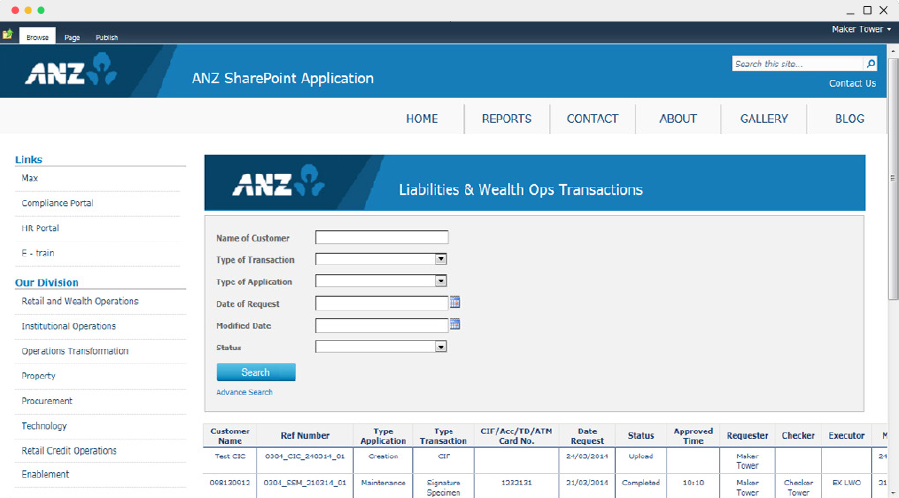 Browse Page Publish Maker Tower
ANZ
ANZ SharePoint Application
Search this site...
Contact Us
HOME REPORTS CONTACT ABOUT GALLERY BLOG
Links
Max
Compliance Portal
HR Portal
E - train
Our Division
Retail and Wealth Operations
Institutional Operations
Operations Transformation
Property
Procurement
Technology
Retail Credit Operations
Enablement
ANZ
Liabilities & Wealth Ops Transactions
Name of Customer
Type of Transaction
Type of Application
Date of Request
Modified Date
Status
Search
Advance Search
Customer Name Ref Number Type Application Type Transaction CIF/Acc/TD/ATM Card No. Date Request Status Approved Time Requester Checker Executor
Test CIC 0304_CIC_240314_01 Creation CIF 24/03/2014 Upload Maker Tower
Maintenance Signature Specimen 21/03/2014 Completed 10:10 Maker Tower Checker Tower EX LWO